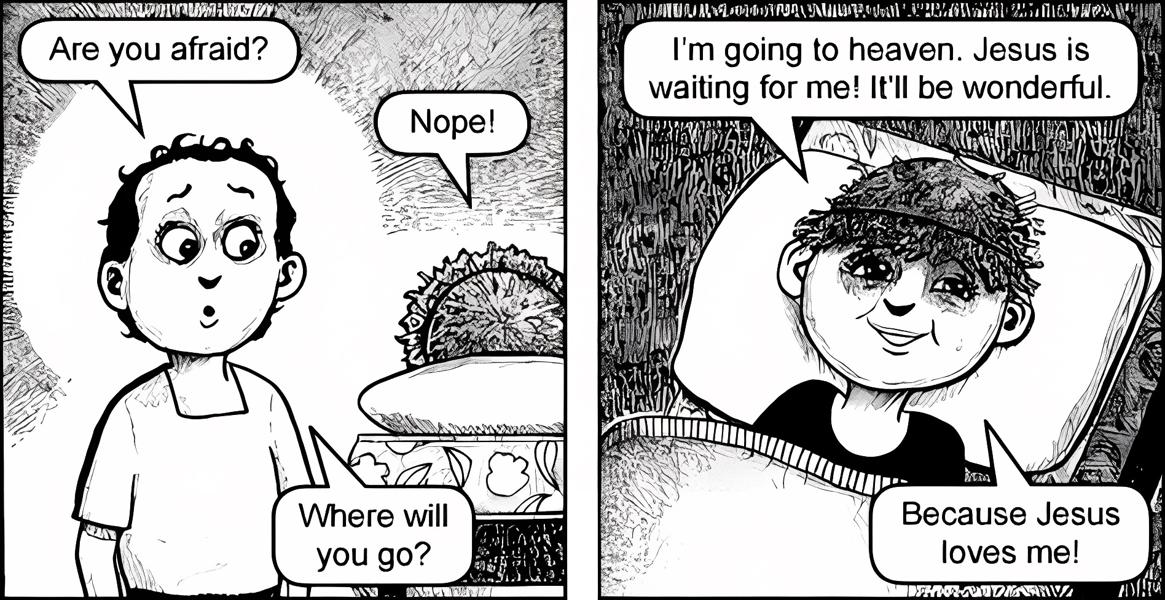 Are you afraid?
Nope!
Where will
you go?
I'm going to heaven. Jesus is
waiting for me! It'll be wonderful.
Because Jesus
loves me!